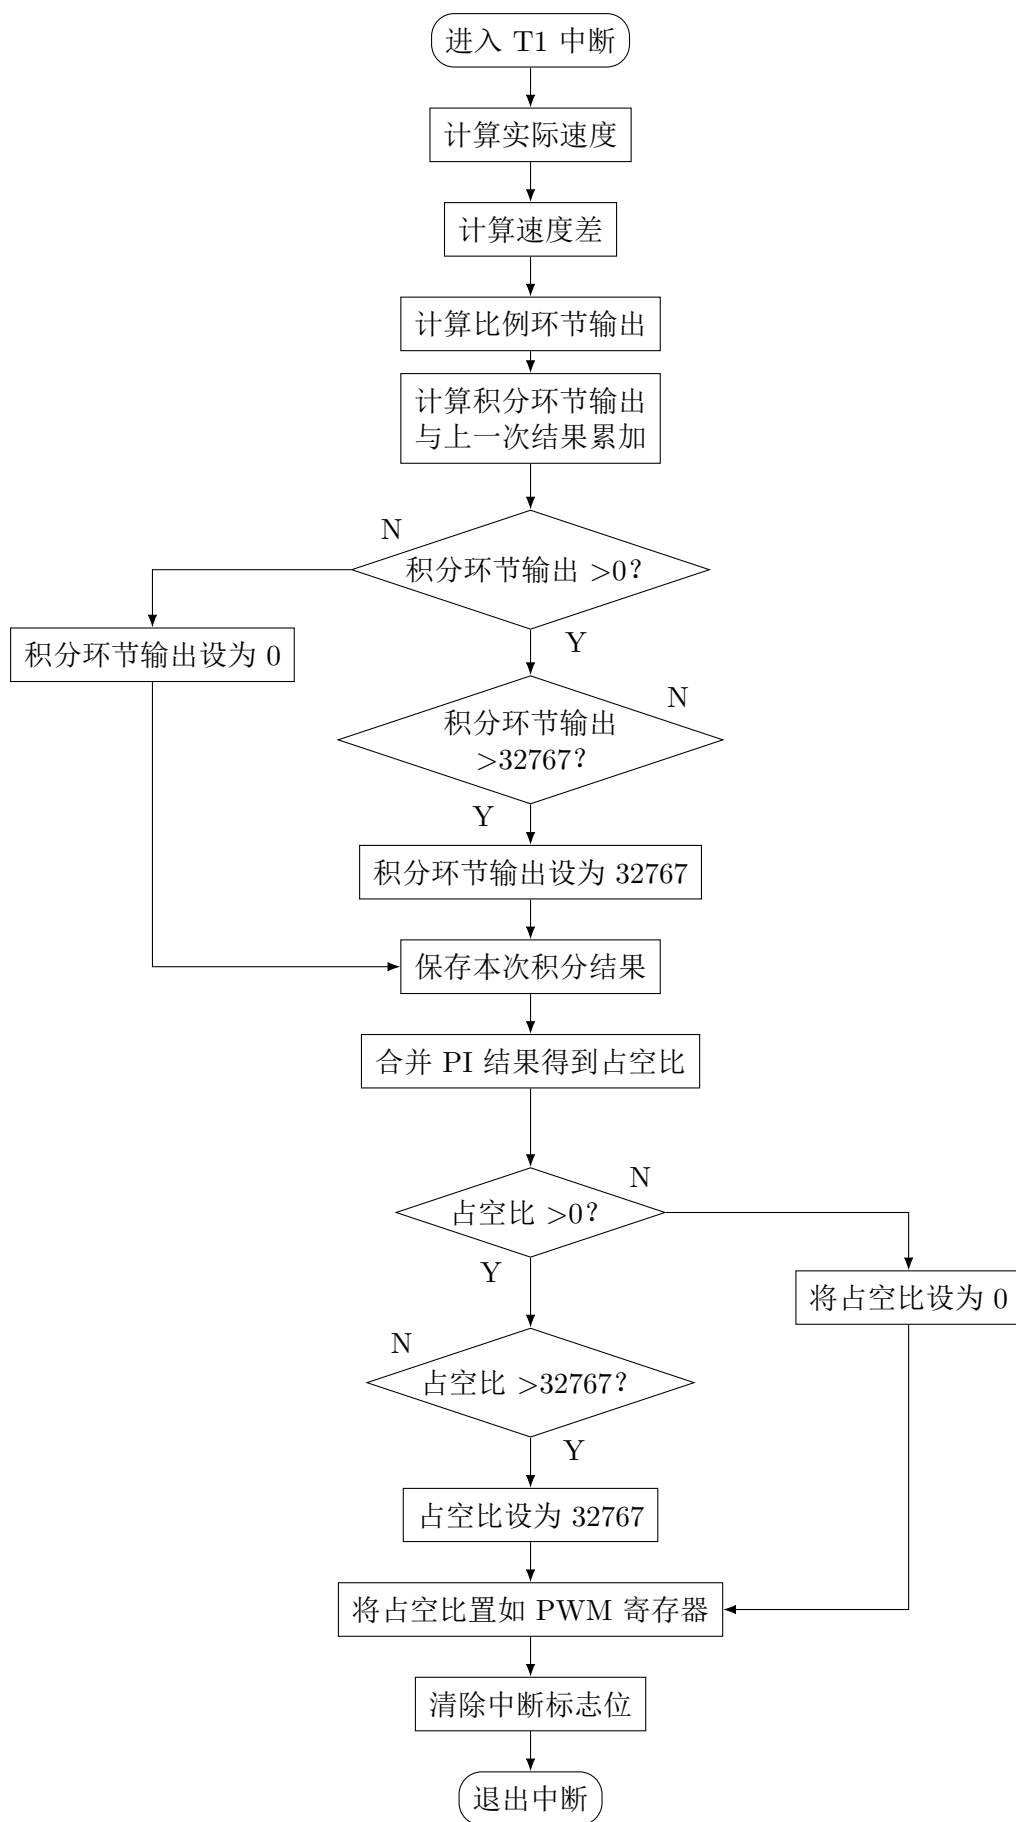 进入 T1 中断
计算实际速度
计算速度差
计算比例环节输出
计算积分环节输出
与上一次结果累加
N
积分环节输出 >0?
Y
积分环节输出设为 0
N
积分环节输出
>32767?
Y
积分环节输出设为 32767
保存本次积分结果
合并 PI 结果得到占空比
N
占空比 >0?
Y
将占空比设为 0
N
占空比 >32767?
Y
占空比设为 32767
将占空比置如 PWM 寄存器
清除中断标志位
退出中断